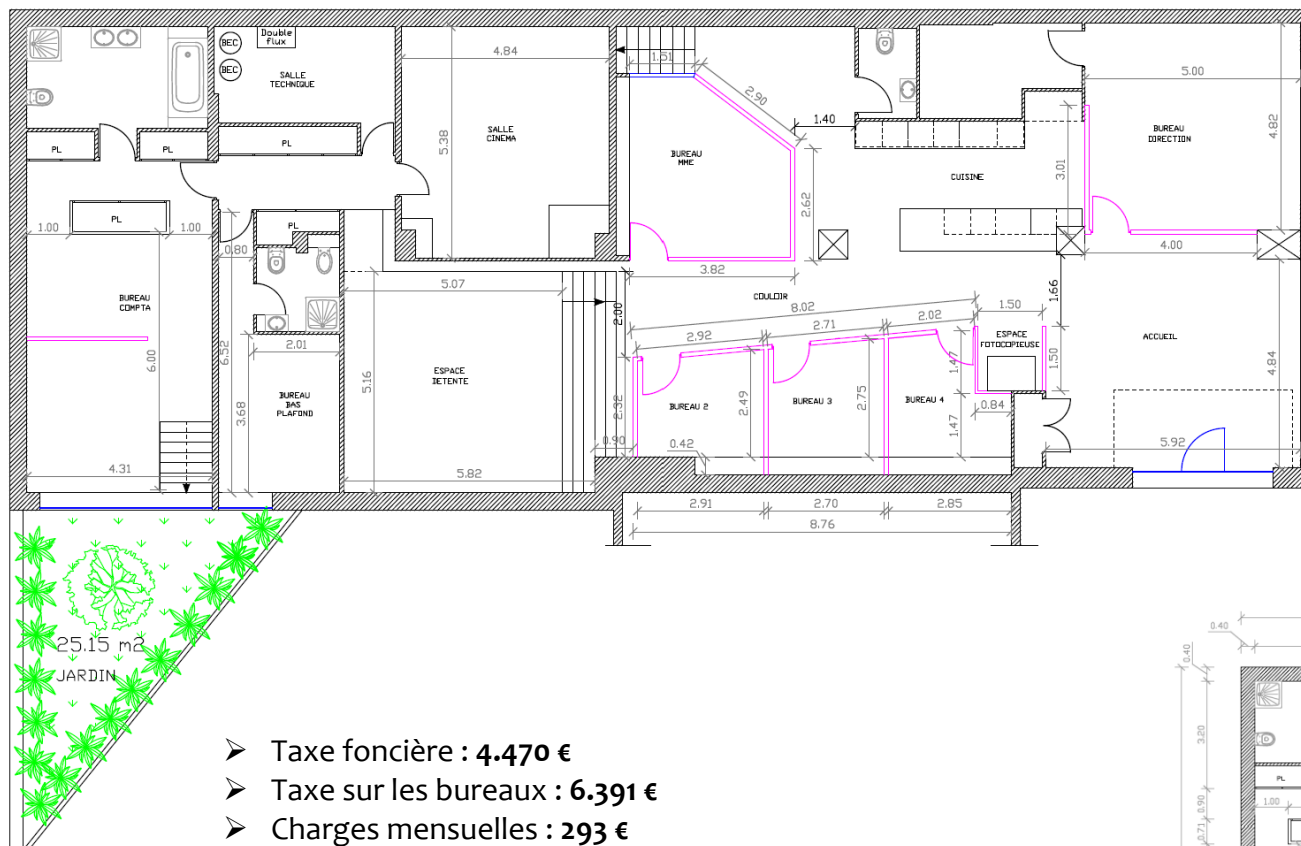 Double
flux
BEC
BEC
SALLE
TECHNIQUE
PL
PL
PL
PL
1.00
1.00
4.84
SALLE
CINEMA
5.38
1.51
2.90
BUREAU
MME
2.62
3.82
1.40
CUISINE
3.01
5.00
BUREAU
DIRECTION
4.82
4.00
BUREAU
COMPTA
6.00
4.31
0.80
PL
6.52
2.01
3.68
BUREAU
BAS
PLAFOND
5.07
5.16
ESPACE
DETENTE
5.82
2.00
COULOIR
8.02
2.92
2.71
2.02
1.50
1.66
ESPACE
FOTOCOPIEUSE
1.50
1.47
ACCUEIL
4.84
2.32
BUREAU 2
2.49
BUREAU 3
2.75
BUREAU 4
1.47
0.84
0.90
0.42
5.92
2.91
2.70
2.85
8.76
25.15 m2
JARDIN
➢ Taxe foncière : 4.470 €
➢ Taxe sur les bureaux : 6.391 €
➢ Charges mensuelles : 293 €
0.40
0.40
3.20
PL
0.90
1.00
0.71